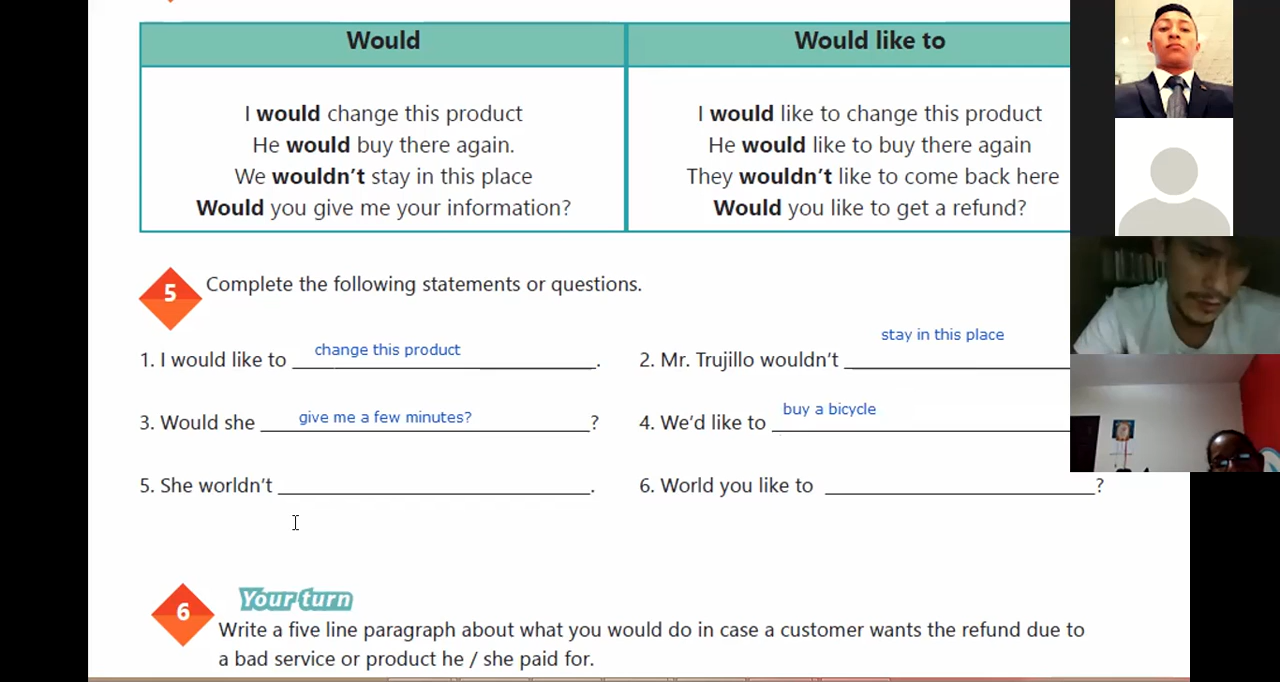 Would
Would like to
I would change this product
He would buy there again.
We wouldn't stay in this place
Would you give me your information?
I would like to change this product
He would like to buy there again
They wouldn't like to come back here
Would you like to get a refund?
5
Complete the following statements or questions.
1. I would like to change this product.
2. Mr. Trujillo wouldn't stay in this place
3. Would she give me a few minutes? ?
4. We'd like to buy a bicycle
5. She worldn't .
6. World you like to ?
6
Your turn
Write a five line paragraph about what you would do in case a customer wants the refund due to
a bad service or product he / she paid for.